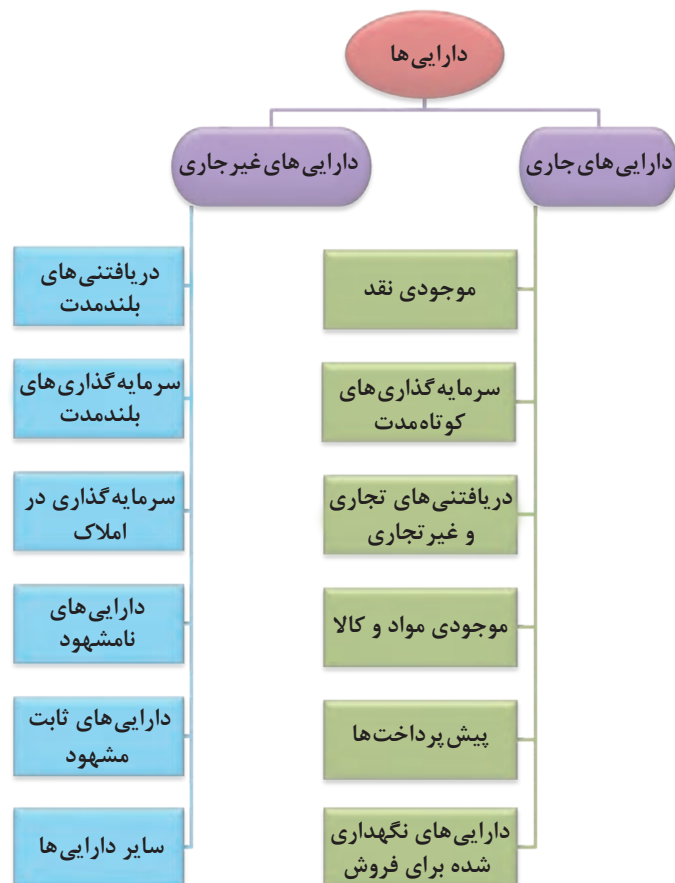 دارایی‌ها
دارایی‌های جاری
موجودی نقد
سرمایه‌گذاری‌های
کوتاه‌مدت
دریافتنی‌های تجاری
و غیرتجاری
موجودی مواد و کالا
پیش‌پرداخت‌ها
دارایی‌های نگهداری
شده برای فروش
دارایی‌های غیرجاری
دریافتنی‌های
بلندمدت
سرمایه‌گذاری‌های
بلندمدت
سرمایه‌گذاری در
املاک
دارایی‌های
نامشهود
دارایی‌های ثابت
مشهود
سایر دارایی‌ها